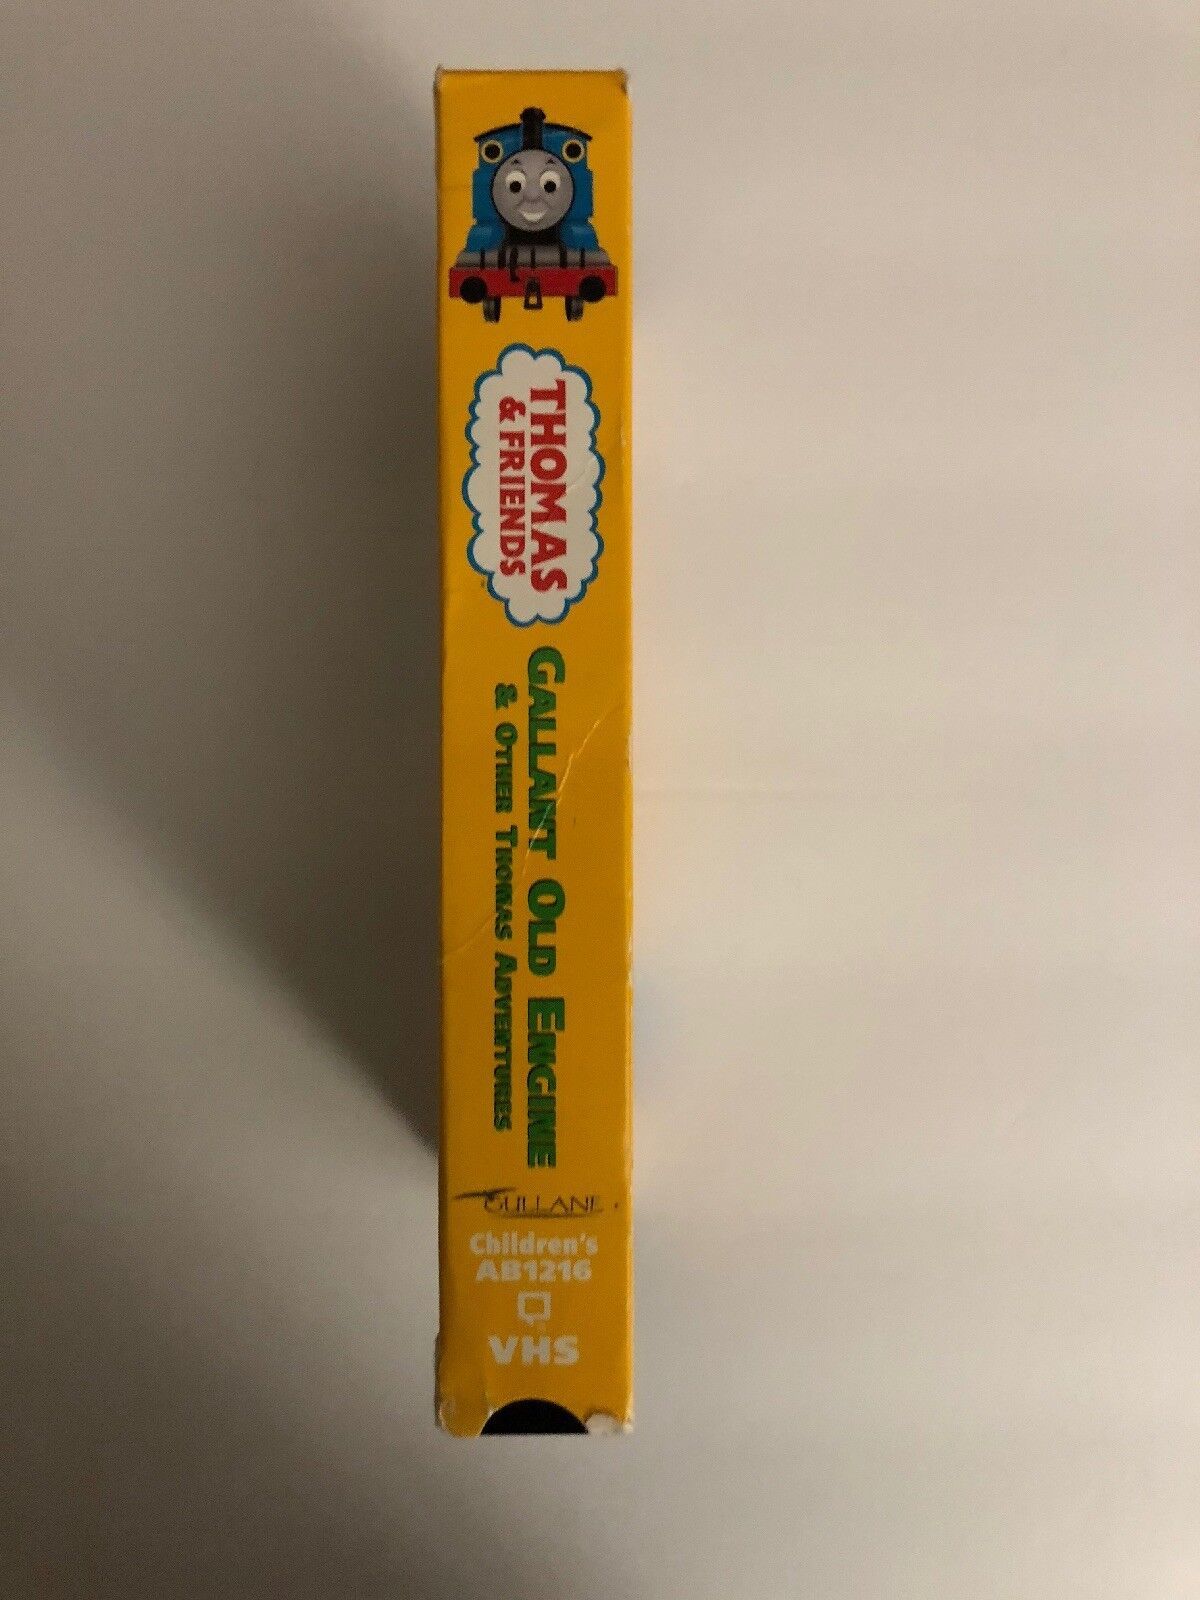 THOMAS
& FRIENDS
GALLANT OLD ENGINE
& OTHER THOMAS ADVENTURES
GULLANE
Children's
AB1216
VHS